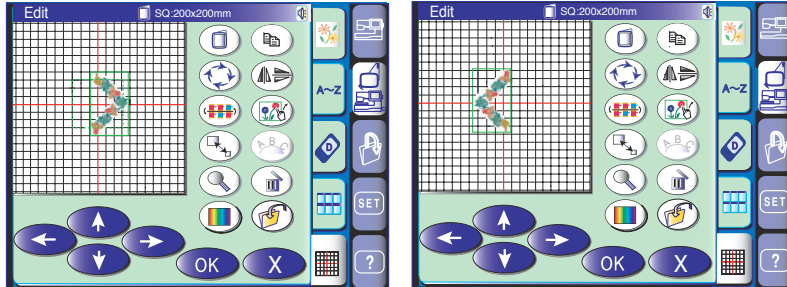 Edit SQ:200x200mm
A~Z
A B C
D
SET
OK X ?
Edit SQ:200x200mm
A~Z
A B C
D
SET
OK X ?